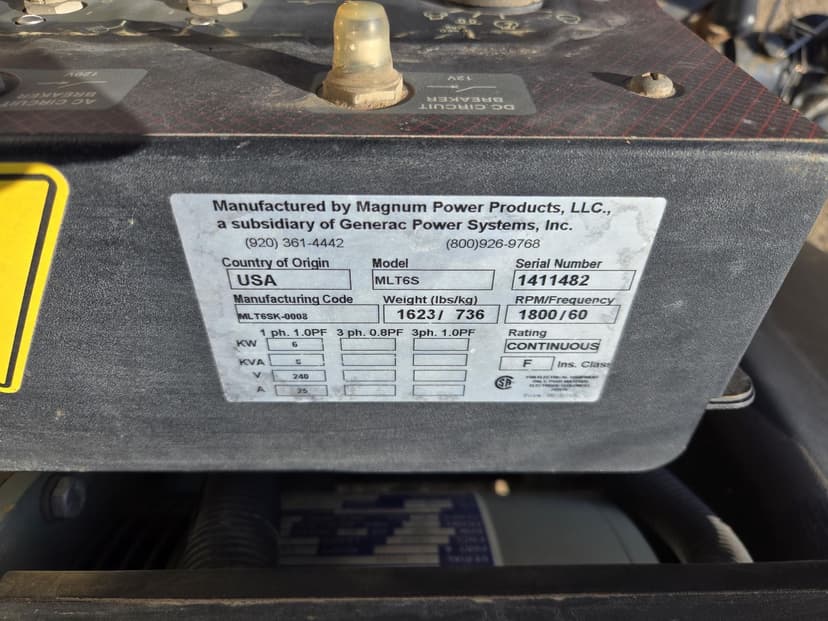 AC CIRCUIT
BREAKER
120V
DC CIRCUIT
BREAKER
12V
Manufactured by Magnum Power Products, LLC.,
a subsidiary of Generac Power Systems, Inc.
(920) 361-4442 (800)926-9768
Country of Origin Model Serial Number
USA MLT6S 1411482
Manufacturing Code Weight (lbs/kg) RPM/Frequency
MLT6SK-0008 1623/ 736 1800/60
1 ph. 1.0PF 3 ph. 0.8PF 3ph. 1.0PF Rating
KW 6 CONTINUOUS
KVA F Ins. Class
V 240
A 25